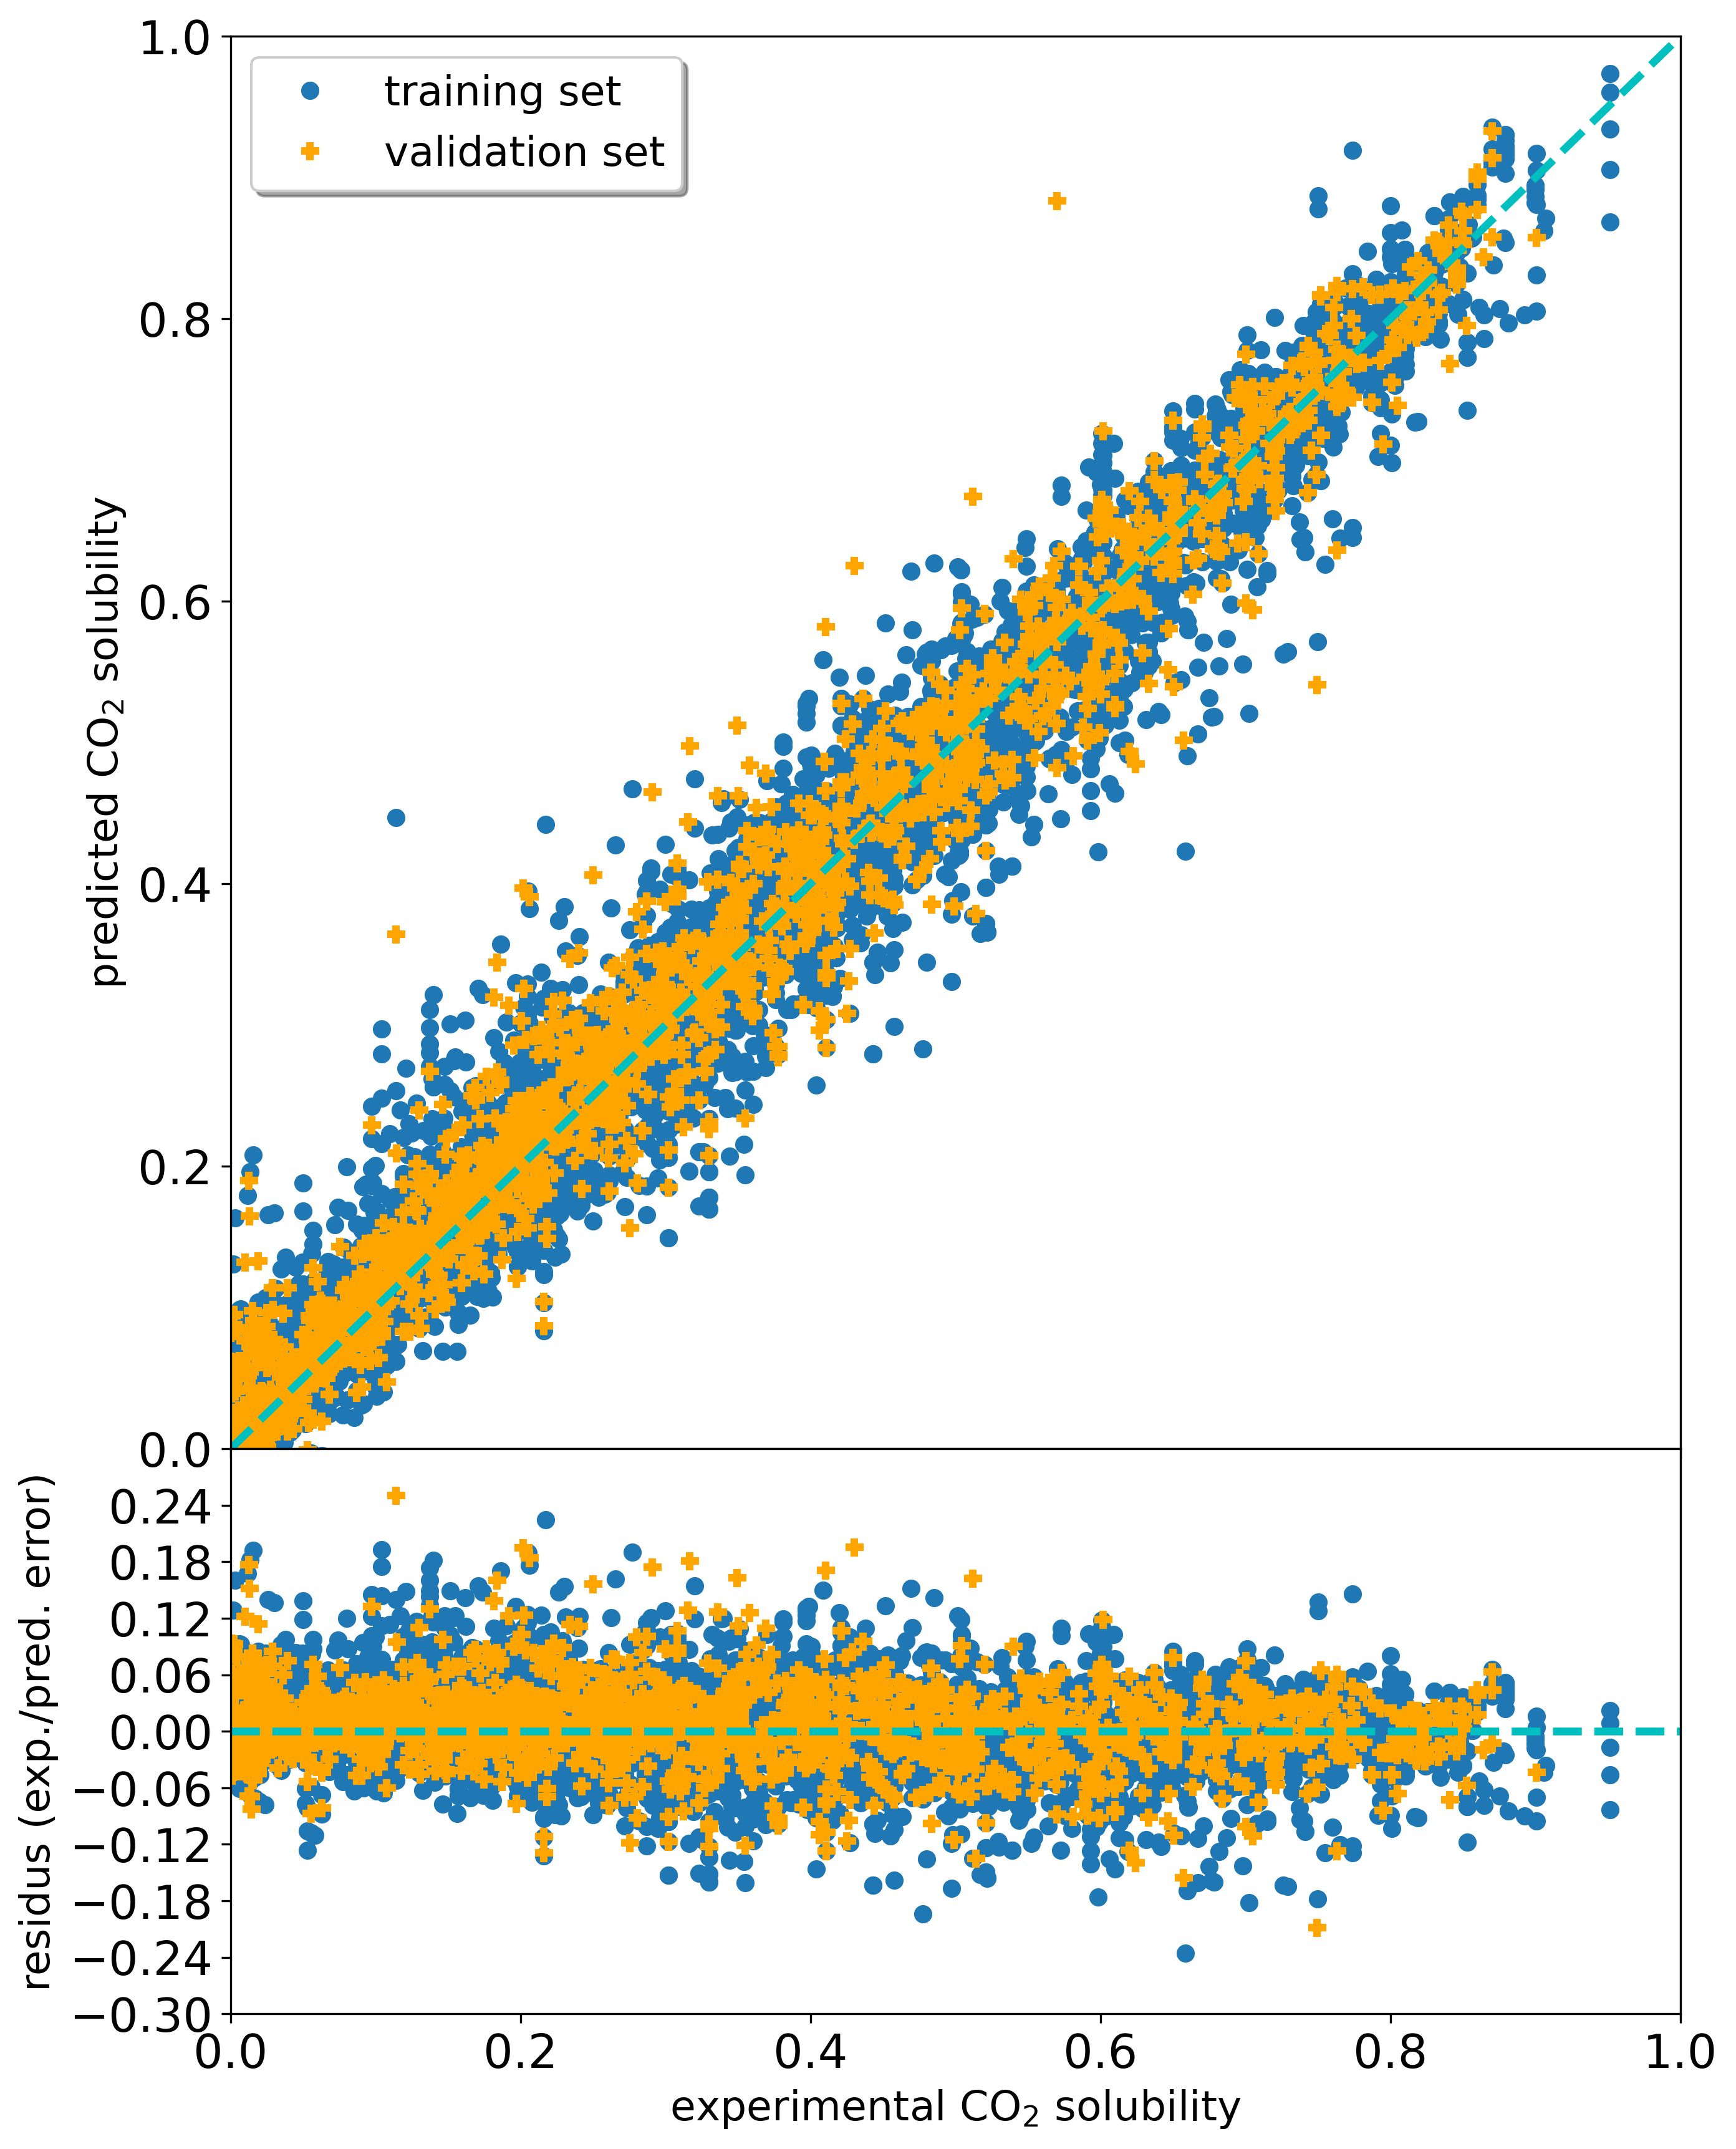 training set
validation set
1.0
0.8
0.6
0.4
0.2
0.0
predicted CO₂ solubility
0.24
0.18
0.12
0.06
0.00
−0.06
−0.12
−0.18
−0.24
−0.30
residus (exp./pred. error)
0.0 0.2 0.4 0.6 0.8 1.0
experimental CO₂ solubility